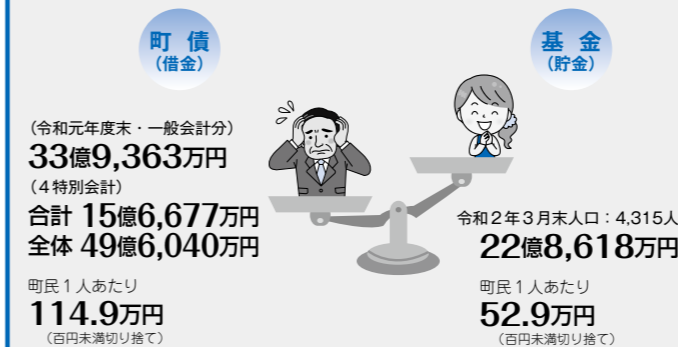 町 債
(借金)
(令和元年度末・一般会計分)
33億9,363万円
(4特別会計)
合計 15億6,677万円
全体 49億6,040万円
町民1人あたり
114.9万円
(百円未満切り捨て)
基 金
(貯金)
令和2年3月末人口:4,315人
22億8,618万円
町民1人あたり
52.9万円
(百円未満切り捨て)